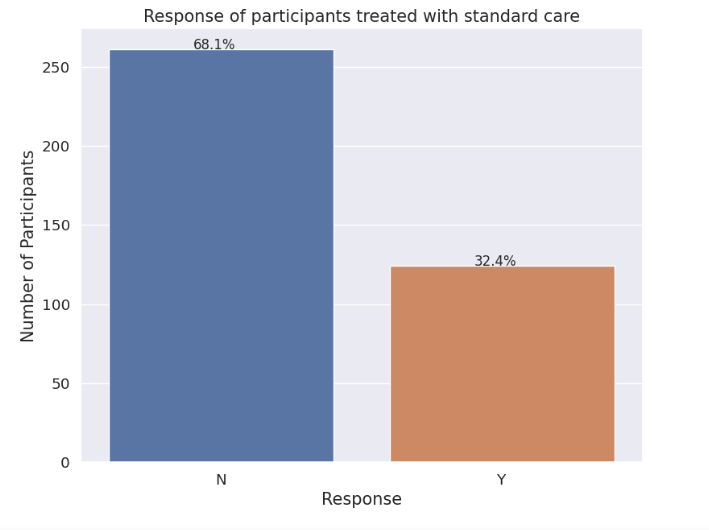 Response of participants treated with standard care
68.1%
32.4%
250
200
150
100
50
0
Number of Participants
N
Y
Response